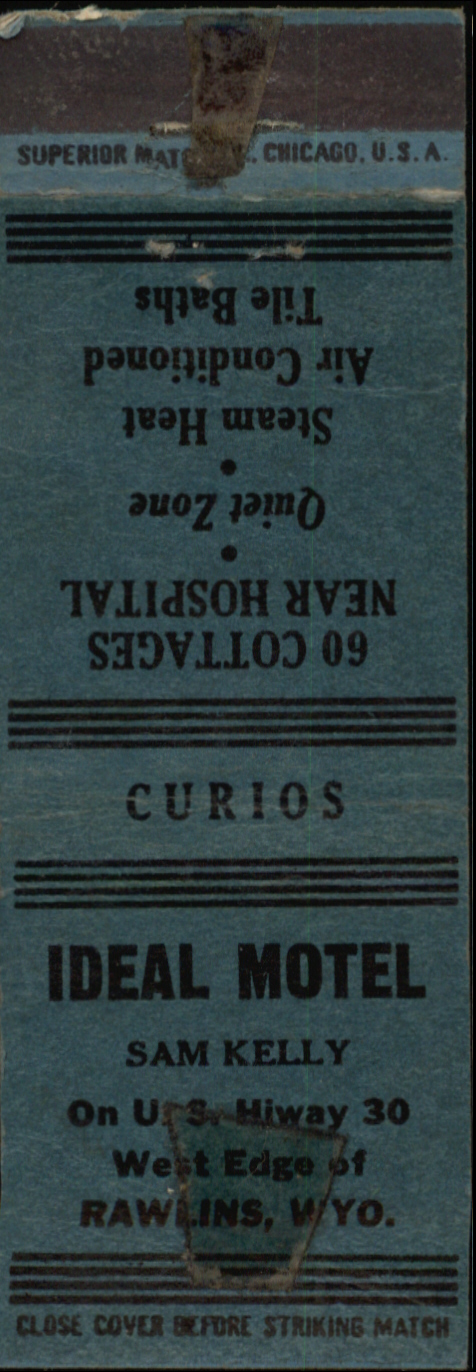 SUPERIOR MATCH CHICAGO, U.S.A.
60 COTTAGES
NEAR HOSPITAL
•
Quiet Zone
•
Steam Heat
Air Conditioned
Tile Baths
CURIOS
IDEAL MOTEL
SAM KELLY
On U. S. Hiway 30
West Edge of
RAWLINS, WYO.
CLOSE COVER BEFORE STRIKING MATCH